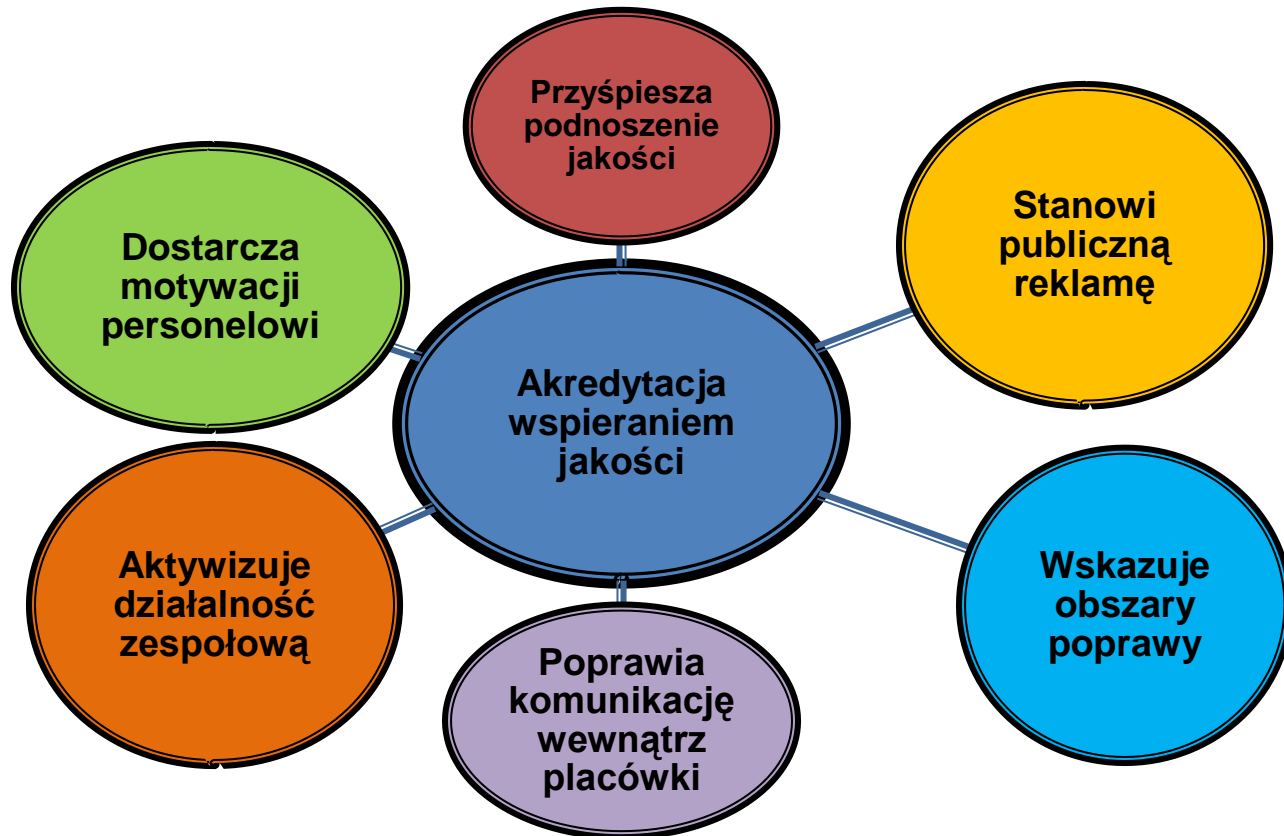 Przyśpiesza
podnoszenie
jakości
Stanowi
publiczną
reklamę
Dostarcza
motywacji
personelowi
Akredytacja
wspieraniem
jakości
Aktywizuje
działalność
zespołową
Wskazuje
obszary
poprawy
Poprawia
komunikację
wewnątrz
placówki